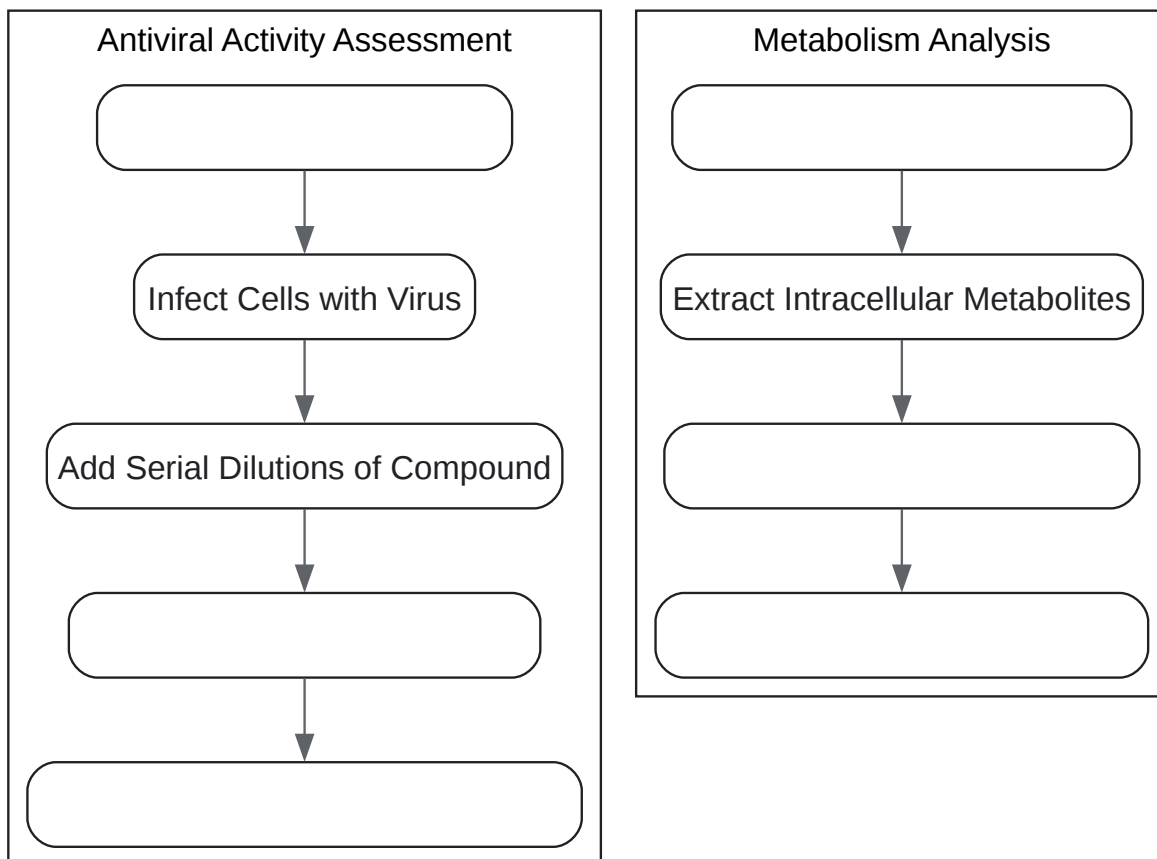 Antiviral Activity Assessment
Infect Cells with Virus
Add Serial Dilutions of Compound
Metabolism Analysis
Extract Intracellular Metabolites